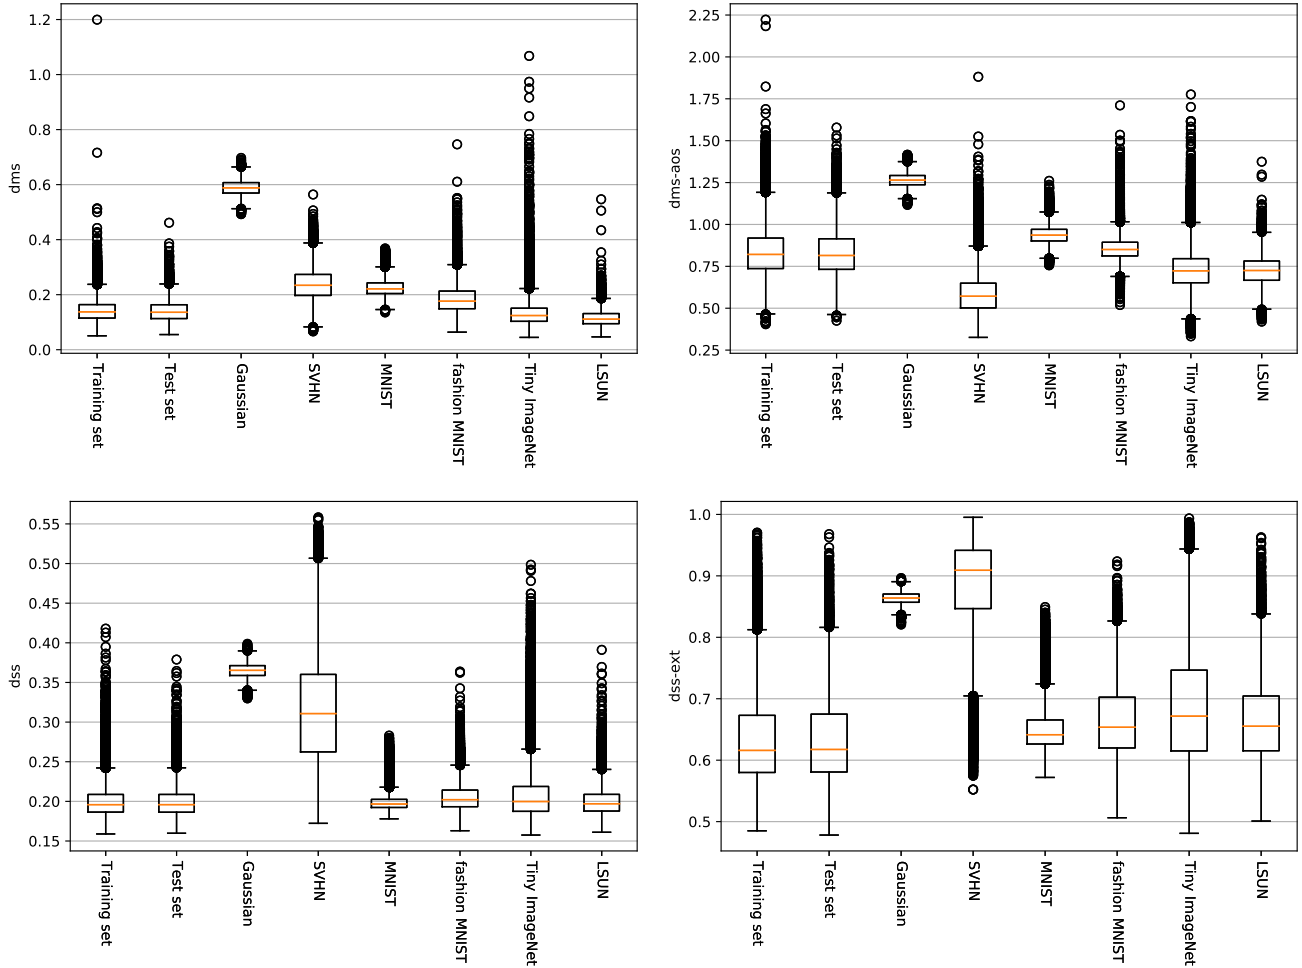 dms
1.2
1.0
0.8
0.6
0.4
0.2
0.0
Training set
Test set
Gaussian
SVHN
MNIST
fashion MNIST
Tiny ImageNet
LSUN
dms-aos
2.25
2.00
1.75
1.50
1.25
1.00
0.75
0.50
0.25
Training set
Test set
Gaussian
SVHN
MNIST
fashion MNIST
Tiny ImageNet
LSUN
dss
0.55
0.50
0.45
0.40
0.35
0.30
0.25
0.20
0.15
Training set
Test set
Gaussian
SVHN
MNIST
fashion MNIST
Tiny ImageNet
LSUN
dss-ext
1.0
0.9
0.8
0.7
0.6
0.5
Training set
Test set
Gaussian
SVHN
MNIST
fashion MNIST
Tiny ImageNet
LSUN